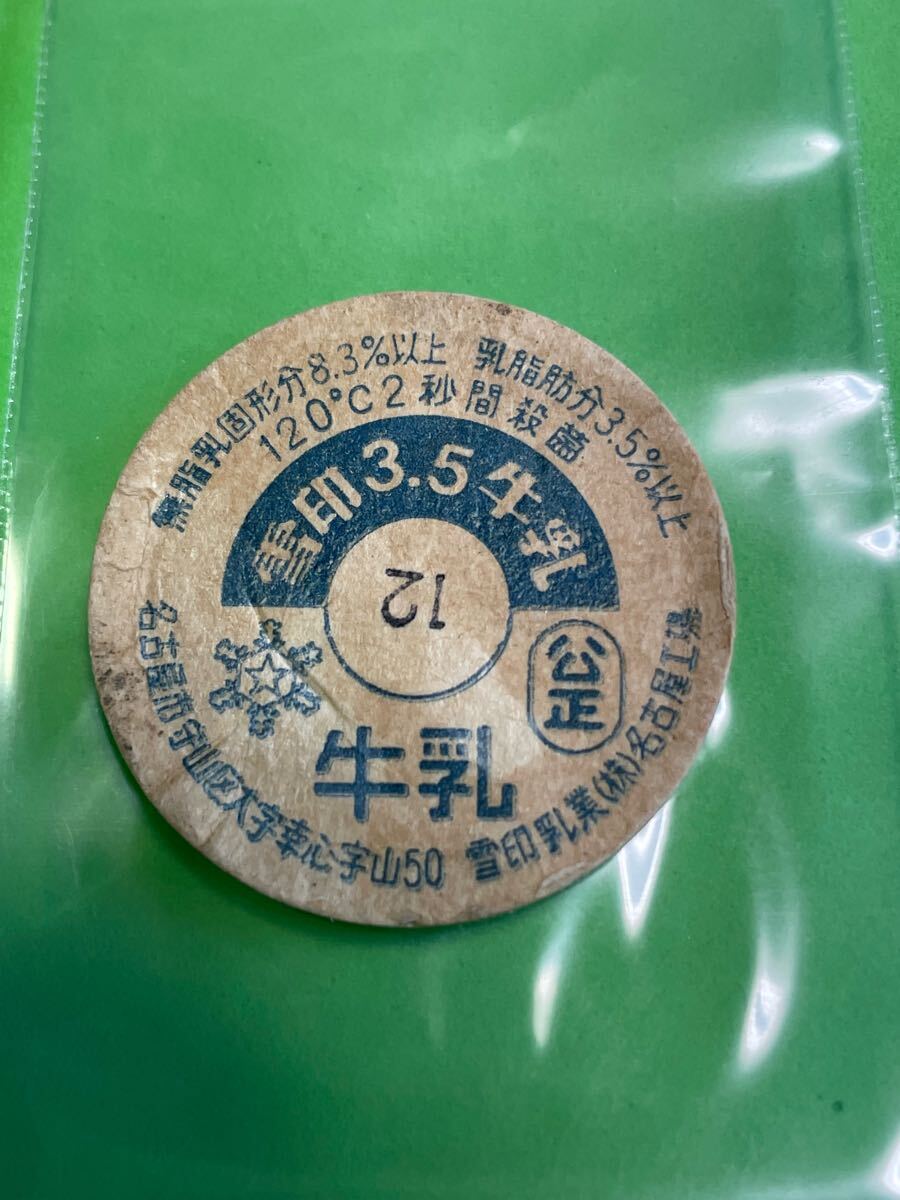 無脂乳固形分8.3%以上 乳脂肪分3.5%以上
120℃2秒間殺菌
雪印3.5牛乳
12
公正
牛乳
名古屋市守山区大字幸心字山50 雪印乳業(株)名古屋工場